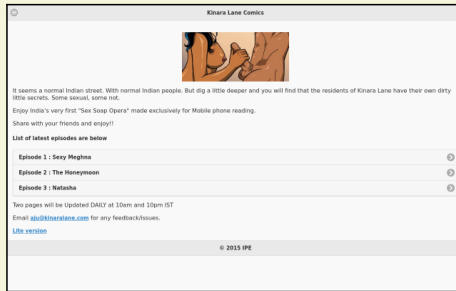 Kinara Lane Comics
It seems a normal Indian street. With normal Indian people. But dig a little deeper and you will find that the residents of Kinara Lane have their own dirty
little secrets. Some sexual, some not.
Enjoy India's very first "Sex Soap Opera" made exclusively for Mobile phone reading.
Share with your friends and enjoy!!
List of latest episodes are below
Episode 1 : Sexy Meghna
Episode 2 : The Honeymoon
Episode 3 : Natasha
Two pages will be Updated DAILY at 10am and 10pm IST
Email aju@kinaralane.com for any feedback/issues.
Lite version
© 2015 IPE